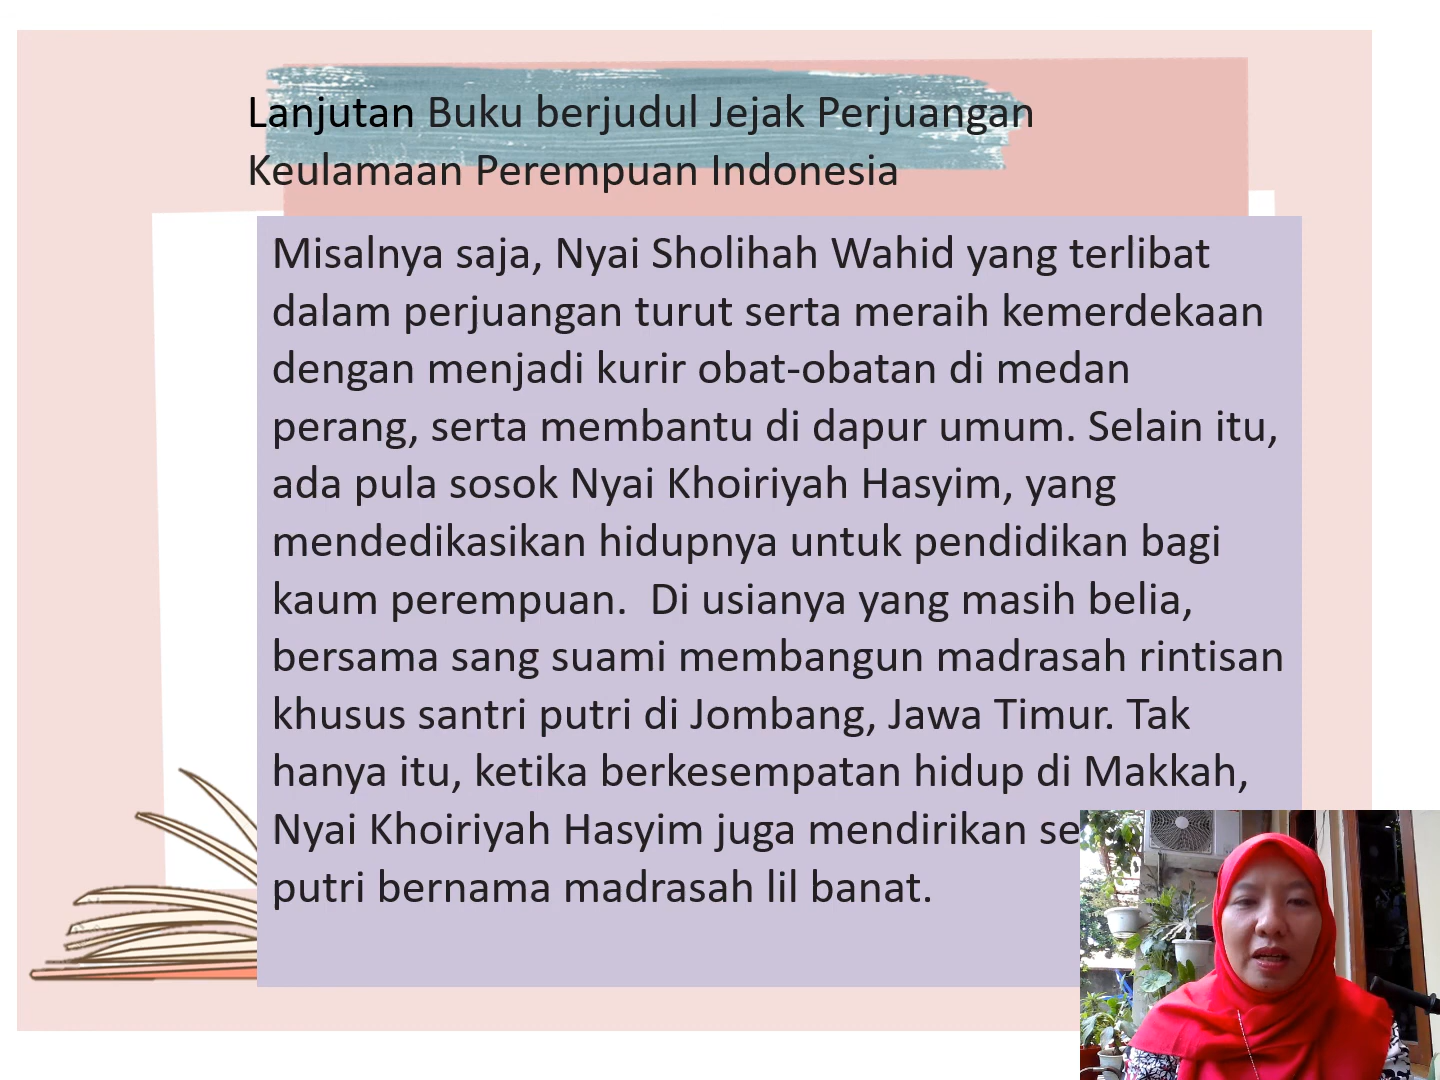 Lanjutan Buku berjudul Jejak Perjuangan
Keulamaan Perempuan Indonesia
Misalnya saja, Nyai Sholihah Wahid yang terlibat
dalam perjuangan turut serta meraih kemerdekaan
dengan menjadi kurir obat-obatan di medan
perang, serta membantu di dapur umum. Selain itu,
ada pula sosok Nyai Khoiriyah Hasyim, yang
mendedikasikan hidupnya untuk pendidikan bagi
kaum perempuan.  Di usianya yang masih belia,
bersama sang suami membangun madrasah rintisan
khusus santri putri di Jombang, Jawa Timur. Tak
hanya itu, ketika berkesempatan hidup di Makkah,
Nyai Khoiriyah Hasyim juga mendirikan
putri bernama madrasah lil banat.